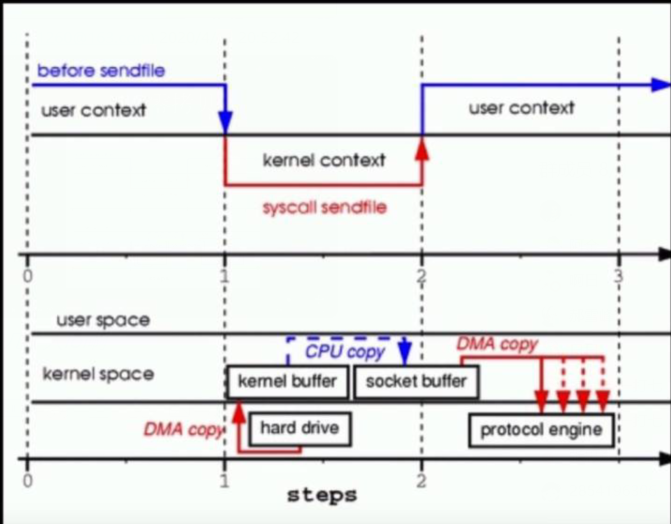 before sendfile
user context
user context
kernel context
syscall sendfile
0
1
2
3
user space
CPU copy
DMA copy
kernel space
kernel buffer
socket buffer
DMA copy
hard drive
protocol engine
0
1
2
steps